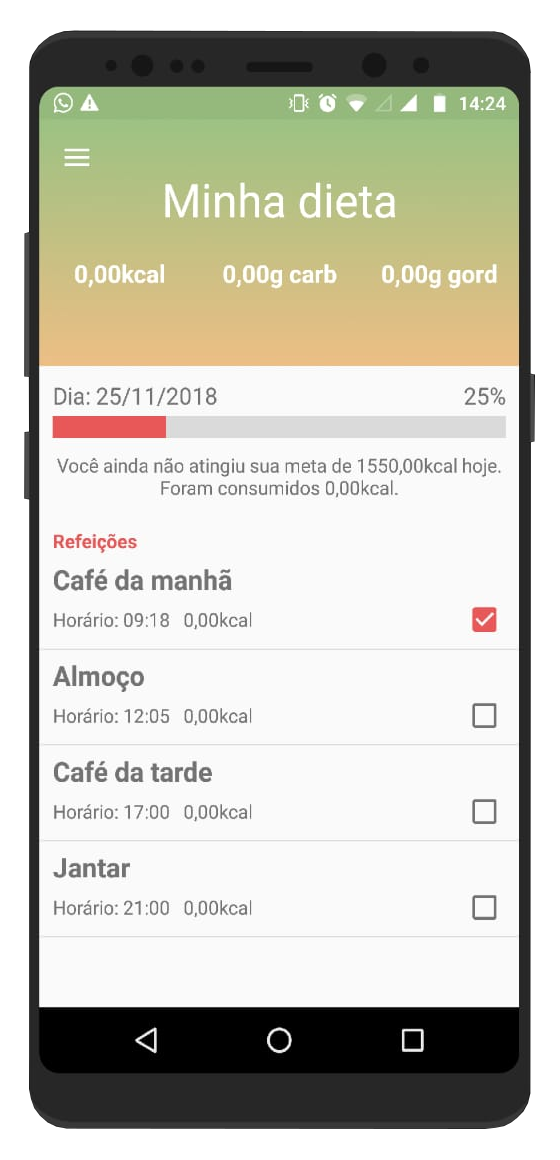 14:24
Minha dieta
0,00kcal 0,00g carb 0,00g gord
Dia: 25/11/2018 25%
Você ainda não atingiu sua meta de 1550,00kcal hoje.
Foram consumidos 0,00kcal.
Refeições
Café da manhã
Horário: 09:18 0,00kcal
Almoço
Horário: 12:05 0,00kcal
Café da tarde
Horário: 17:00 0,00kcal
Jantar
Horário: 21:00 0,00kcal